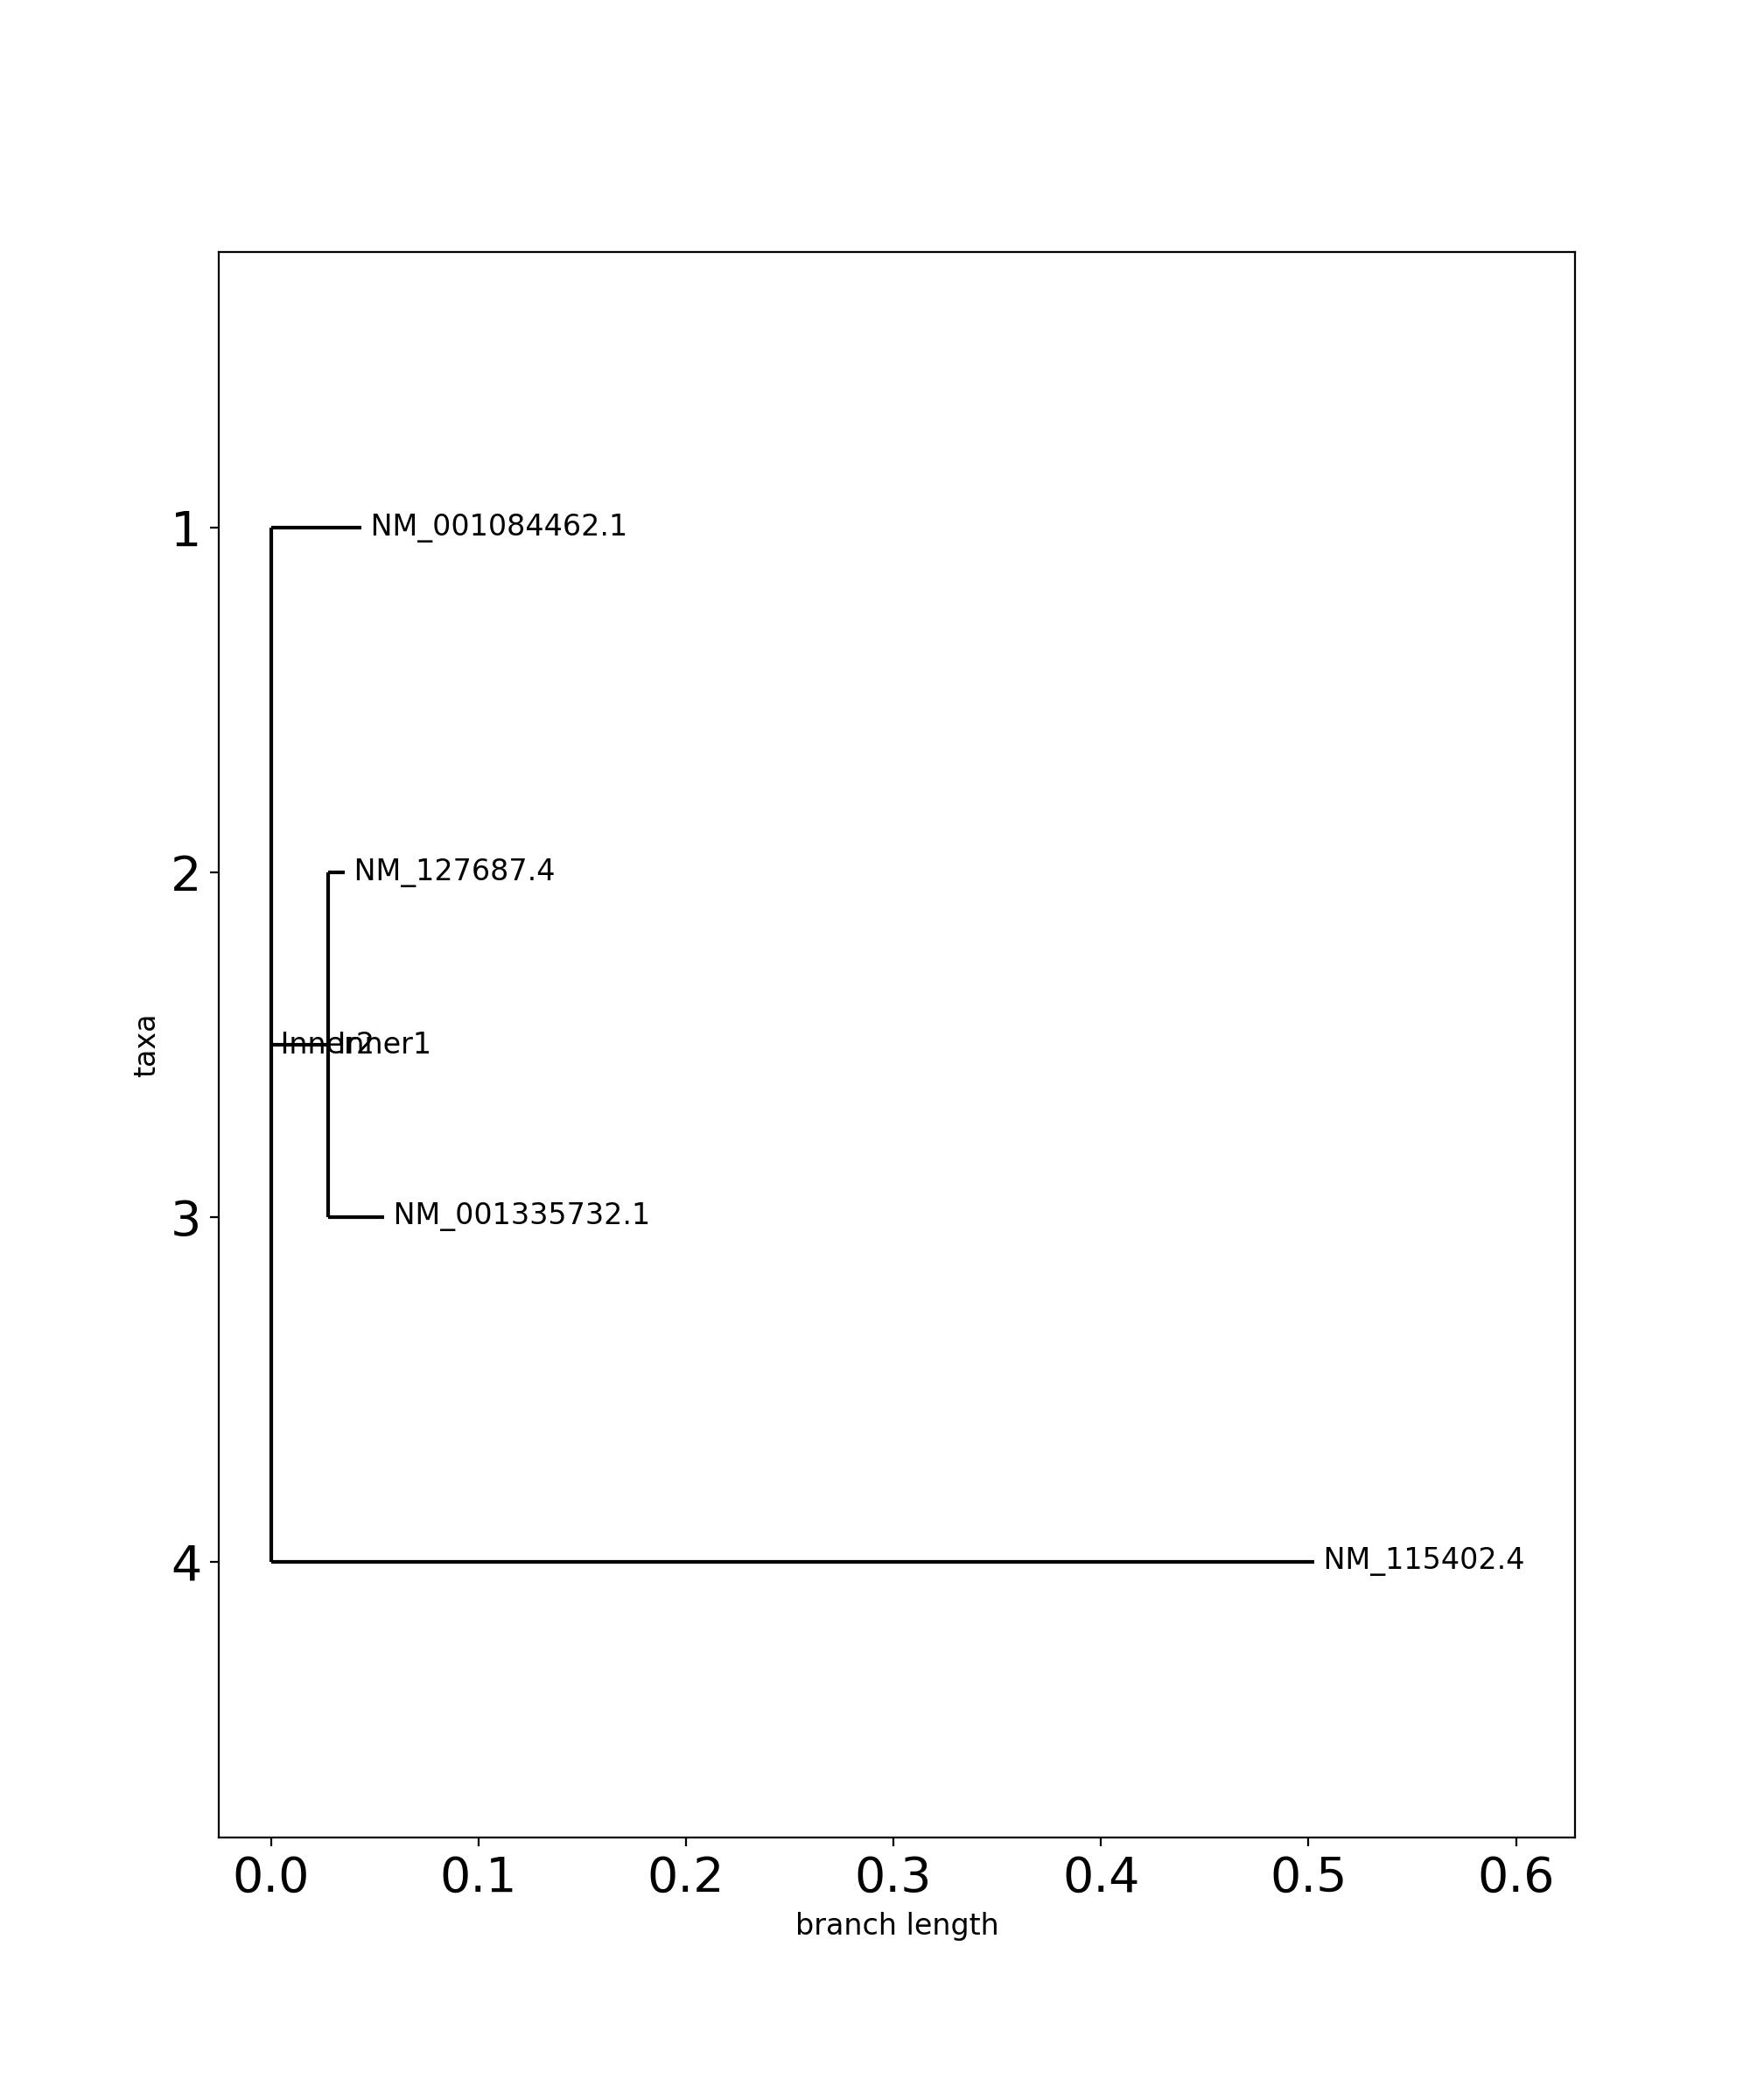 1
NM_001084462.1
2
NM_127687.4
Inner2
Inner1
taxa
3
NM_001335732.1
4
NM_115402.4
0.0 0.1 0.2 0.3 0.4 0.5 0.6
branch length